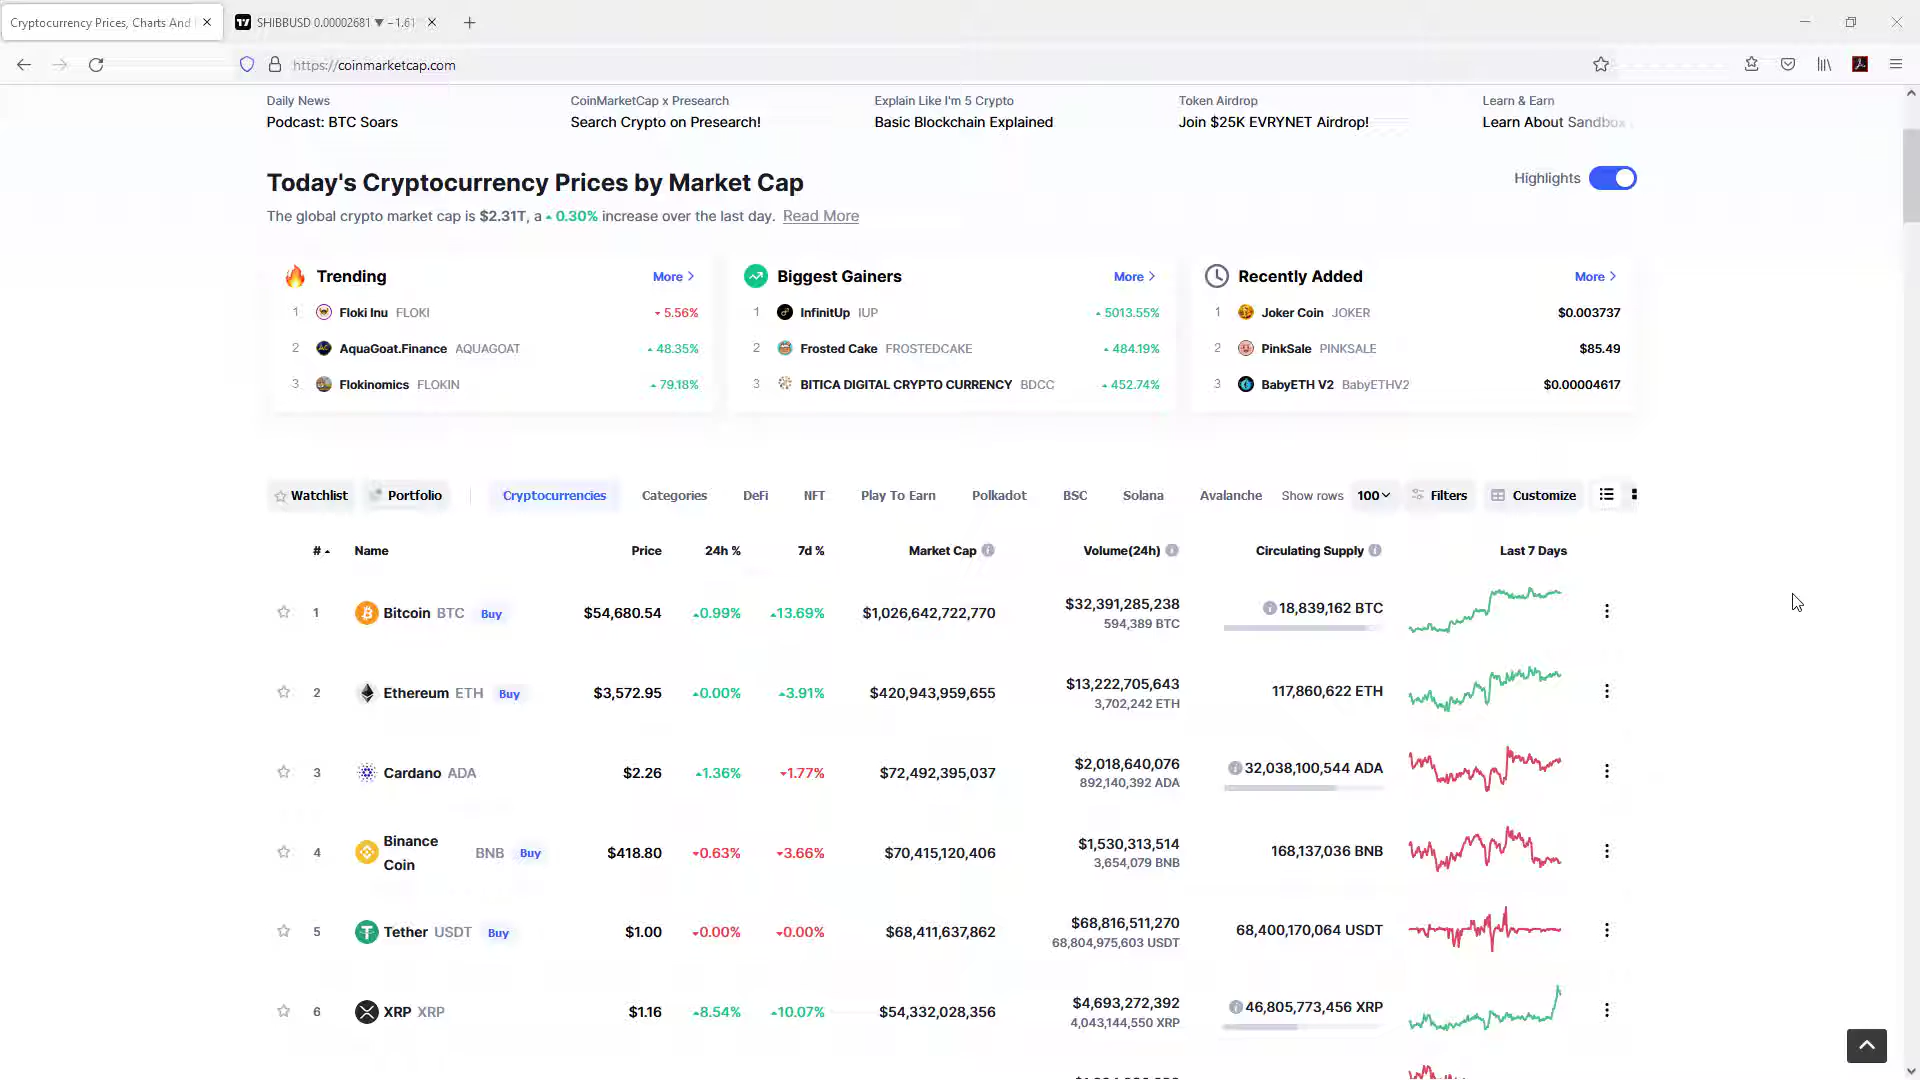 Cryptocurrency Prices, Charts And
SHIBBUSD 0.00002681 ▼ −1.61
https://coinmarketcap.com
Daily News
Podcast: BTC Soars
CoinMarketCap x Presearch
Search Crypto on Presearch!
Explain Like I'm 5 Crypto
Basic Blockchain Explained
Token Airdrop
Join $25K EVRYNET Airdrop!
Learn & Earn
Learn About Sandbox
Today's Cryptocurrency Prices by Market Cap
Highlights
The global crypto market cap is $2.31T, a 0.30% increase over the last day. Read More
Trending More
1 Floki Inu FLOKI 5.56%
2 AquaGoat.Finance AQUAGOAT 48.35%
3 Flokinomics FLOKIN 79.18%
Biggest Gainers More
1 InfinitUp IUP 5013.55%
2 Frosted Cake FROSTEDCAKE 484.19%
3 BITICA DIGITAL CRYPTO CURRENCY BDCC 452.74%
Recently Added More
1 Joker Coin JOKER $0.003737
2 PinkSale PINKSALE $85.49
3 BabyETH V2 BabyETHV2 $0.00004617
Watchlist Portfolio Cryptocurrencies Categories DeFi NFT Play To Earn Polkadot BSC Solana Avalanche Show rows 100 Filters Customize
# Name Price 24h % 7d % Market Cap Volume(24h) Circulating Supply Last 7 Days
1 Bitcoin BTC Buy $54,680.54 0.99% 13.69% $1,026,642,722,770 $32,391,285,238 18,839,162 BTC
594,389 BTC
2 Ethereum ETH Buy $3,572.95 0.00% 3.91% $420,943,959,655 $13,222,705,643 117,860,622 ETH
3,702,242 ETH
3 Cardano ADA $2.26 1.36% 1.77% $72,492,395,037 $2,018,640,076 32,038,100,544 ADA
892,140,392 ADA
4 Binance Coin BNB Buy $418.80 0.63% 3.66% $70,415,120,406 $1,530,313,514 168,137,036 BNB
3,654,079 BNB
5 Tether USDT Buy $1.00 0.00% 0.00% $68,411,637,862 $68,816,511,270 68,400,170,064 USDT
68,804,975,603 USDT
6 XRP XRP $1.16 8.54% 10.07% $54,332,028,356 $4,693,272,392 46,805,773,456 XRP
4,043,144,550 XRP